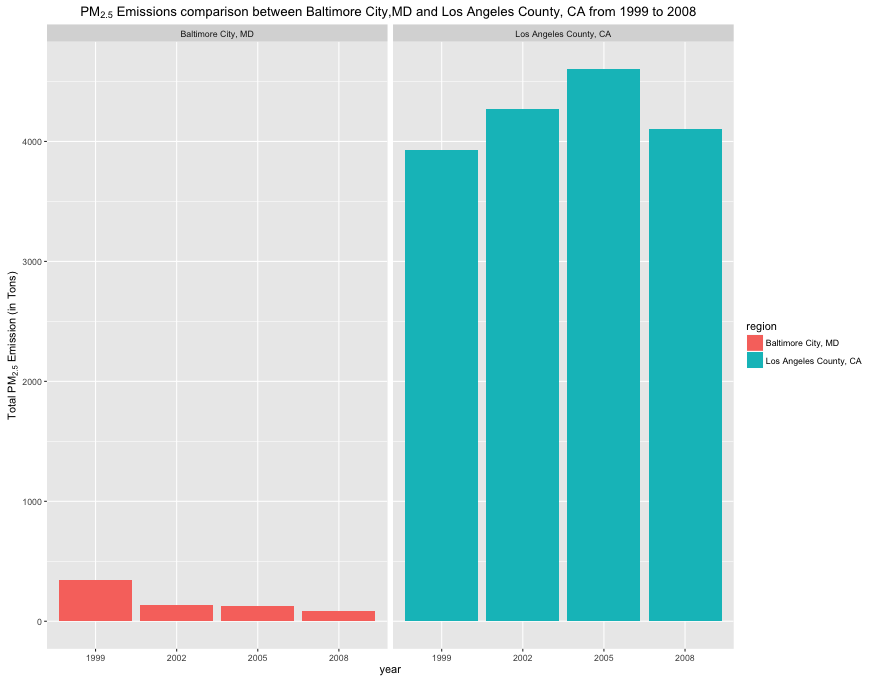 PM2.5 Emissions comparison between Baltimore City,MD and Los Angeles County, CA from 1999 to 2008
Baltimore City, MD
Los Angeles County, CA
Total PM2.5 Emission (in Tons)
4000
3000
2000
1000
0
1999
2002
2005
2008
1999
2002
2005
2008
year
region
Baltimore City, MD
Los Angeles County, CA